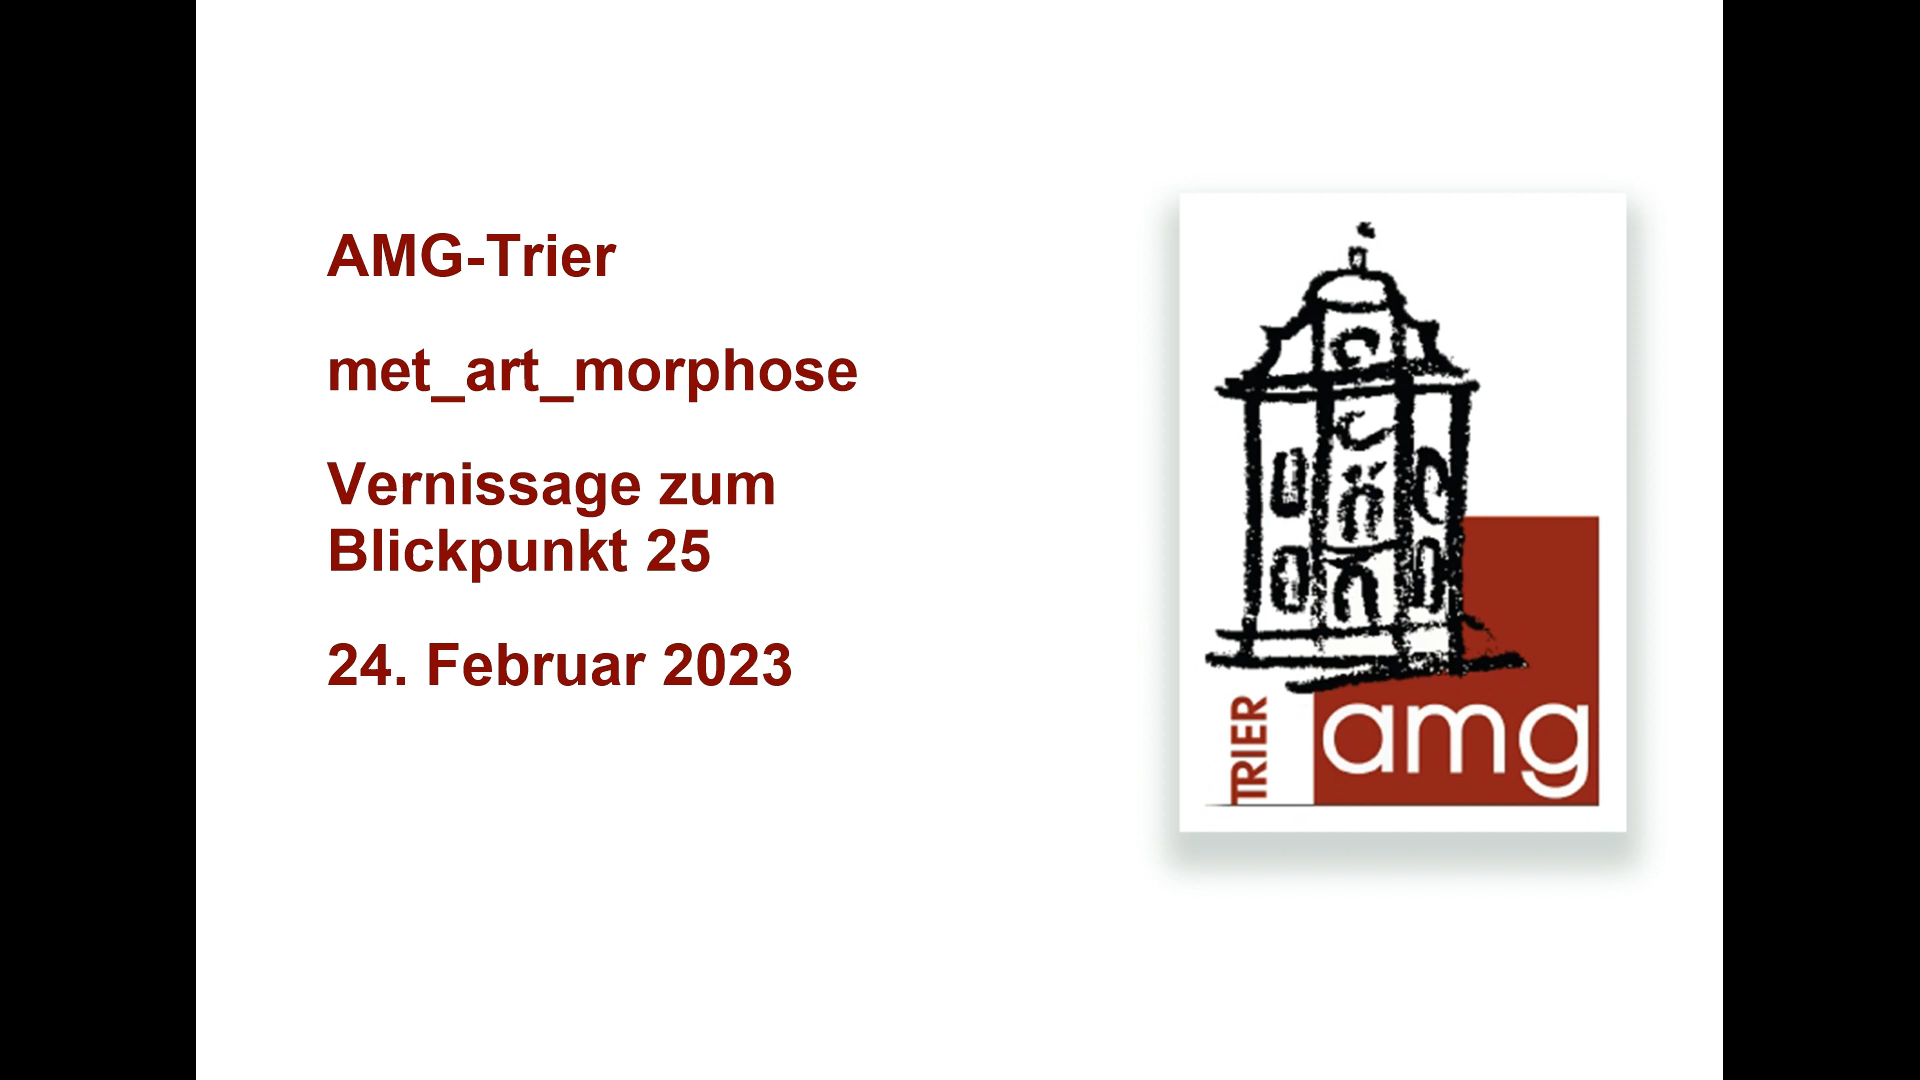 AMG-Trier
met_art_morphose
Vernissage zum
Blickpunkt 25
24. Februar 2023
TRIER
amg